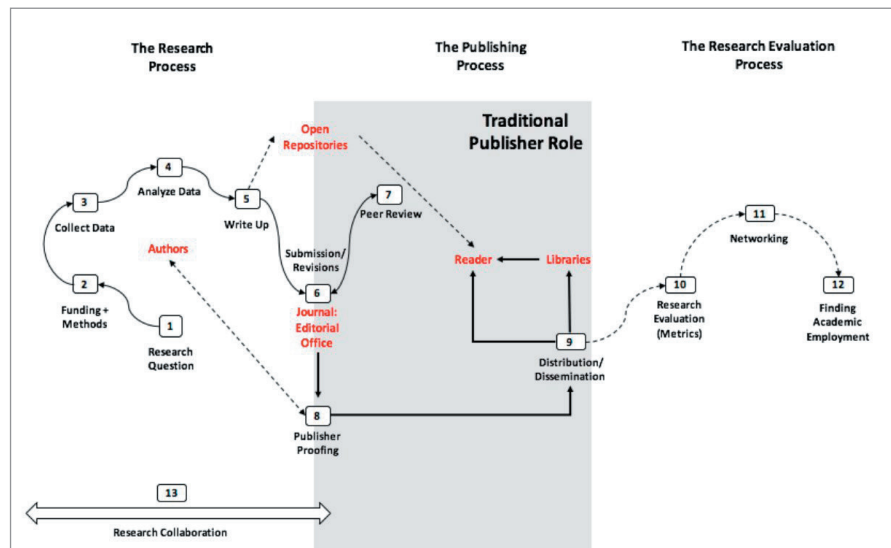 The Research
Process
The Publishing
Process
The Research Evaluation
Process
Traditional
Publisher Role
Open
Repositories
4
Analyze Data
3
Collect Data
5
Write Up
7
Peer Review
Authors
Submission/
Revisions
6
Journal:
Editorial
Office
2
Funding +
Methods
1
Research
Question
Reader
Libraries
9
Distribution/
Dissemination
8
Publisher
Proofing
11
Networking
10
Research
Evaluation
(Metrics)
12
Finding
Academic
Employment
13
Research Collaboration